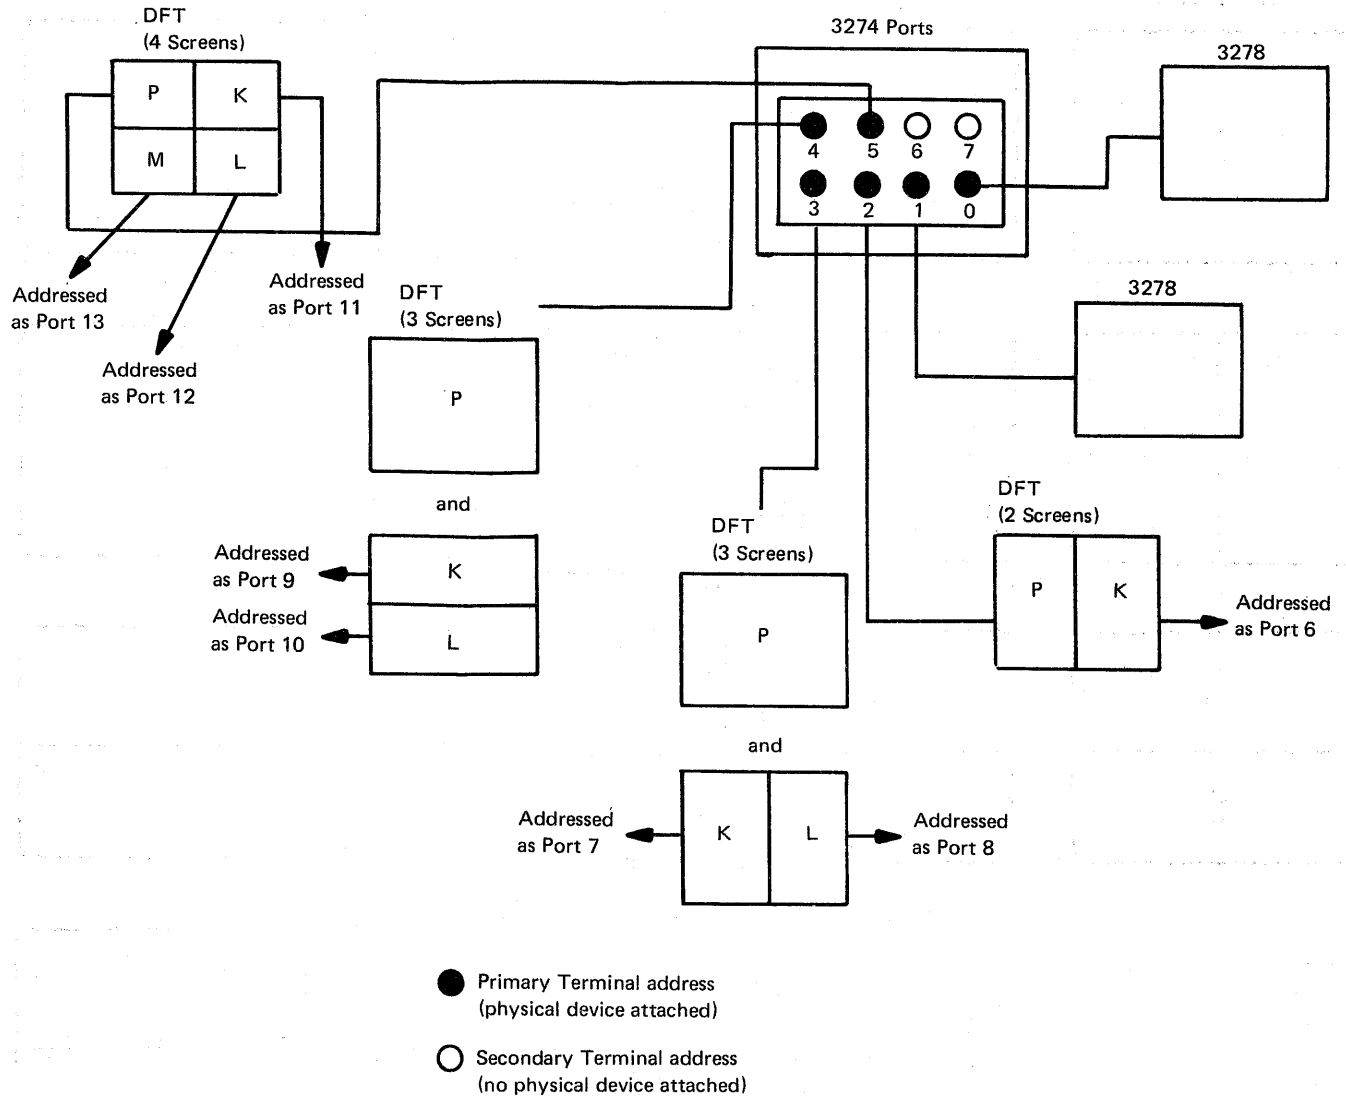 DFT
(4 Screens)
P
K
M
L
Addressed
as Port 13
Addressed
as Port 12
Addressed
as Port 11
3274 Ports
4
5
6
7
3
2
1
0
3278
3278
DFT
(3 Screens)
P
and
K
L
Addressed
as Port 9
Addressed
as Port 10
DFT
(3 Screens)
P
and
K
L
Addressed
as Port 7
Addressed
as Port 8
DFT
(2 Screens)
P
K
Addressed
as Port 6
Primary Terminal address
(physical device attached)
Secondary Terminal address
(no physical device attached)